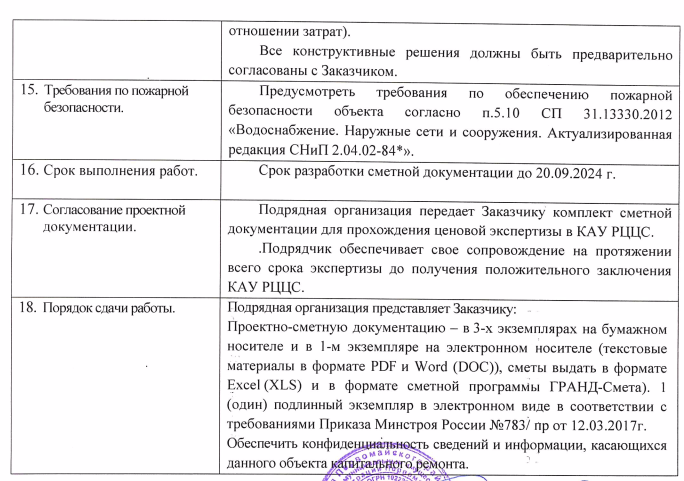 отношении затрат).
Все конструктивные решения должны быть предварительно
согласованы с Заказчиком.
15. Требования по пожарной
безопасности.
Предусмотреть требования по обеспечению пожарной
безопасности объекта согласно п.5.10 СП 31.13330.2012
«Водоснабжение. Наружные сети и сооружения. Актуализированная
редакция СНиП 2.04.02-84*».
16. Срок выполнения работ.
Срок разработки сметной документации до 20.09.2024 г.
17. Согласование проектной
документации.
Подрядная организация передает Заказчику комплект сметной
документации для прохождения ценовой экспертизы в КАУ РЦЦС.
.Подрядчик обеспечивает свое сопровождение на протяжении
всего срока экспертизы до получения положительного заключения
КАУ РЦЦС.
18. Порядок сдачи работы.
Подрядная организация представляет Заказчику:
Проектно-сметную документацию – в 3-х экземплярах на бумажном
носителе и в 1-м экземпляре на электронном носителе (текстовые
материалы в формате PDF и Word (DOC)), сметы выдать в формате
Excel (XLS) и в формате сметной программы ГРАНД-Смета). 1
(один) подлинный экземпляр в электронном виде в соответствии с
требованиями Приказа Минстроя России №783/ пр от 12.03.2017г.
Обеспечить конфиденциальность сведений и информации, касающихся
данного объекта капитального ремонта.
Первомайского